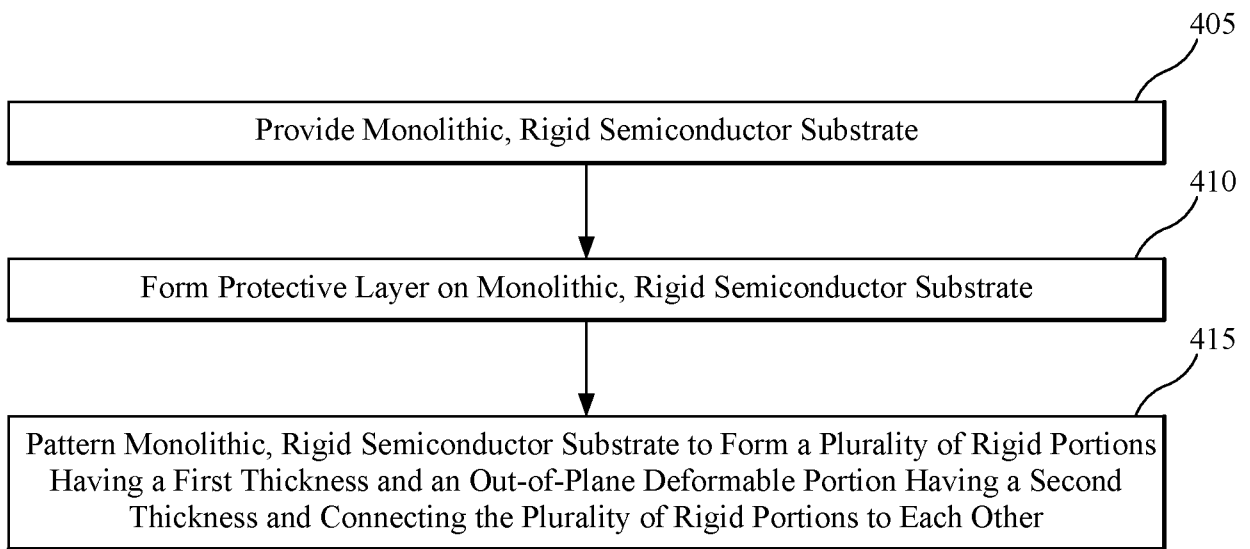 405
Provide Monolithic, Rigid Semiconductor Substrate
410
Form Protective Layer on Monolithic, Rigid Semiconductor Substrate
415
Pattern Monolithic, Rigid Semiconductor Substrate to Form a Plurality of Rigid Portions
Having a First Thickness and an Out-of-Plane Deformable Portion Having a Second
Thickness and Connecting the Plurality of Rigid Portions to Each Other